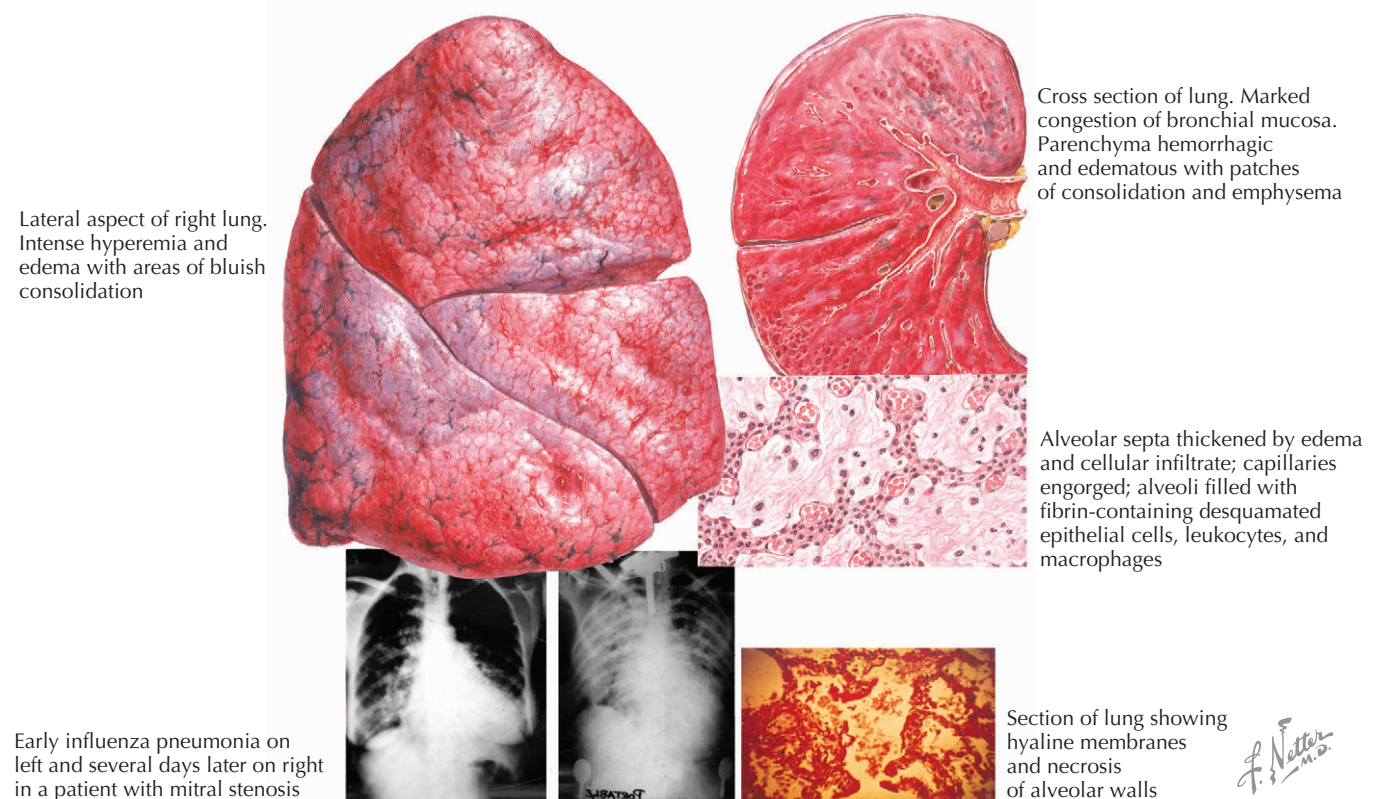 Lateral aspect of right lung.
Intense hyperemia and
edema with areas of bluish
consolidation
Cross section of lung. Marked
congestion of bronchial mucosa.
Parenchyma hemorrhagic
and edematous with patches
of consolidation and emphysema
Alveolar septa thickened by edema
and cellular infiltrate; capillaries
engorged; alveoli filled with
fibrin-containing desquamated
epithelial cells, leukocytes, and
macrophages
Early influenza pneumonia on
left and several days later on right
in a patient with mitral stenosis
PORTABLE
Section of lung showing
hyaline membranes
and necrosis
of alveolar walls
F. Netter
M.D.